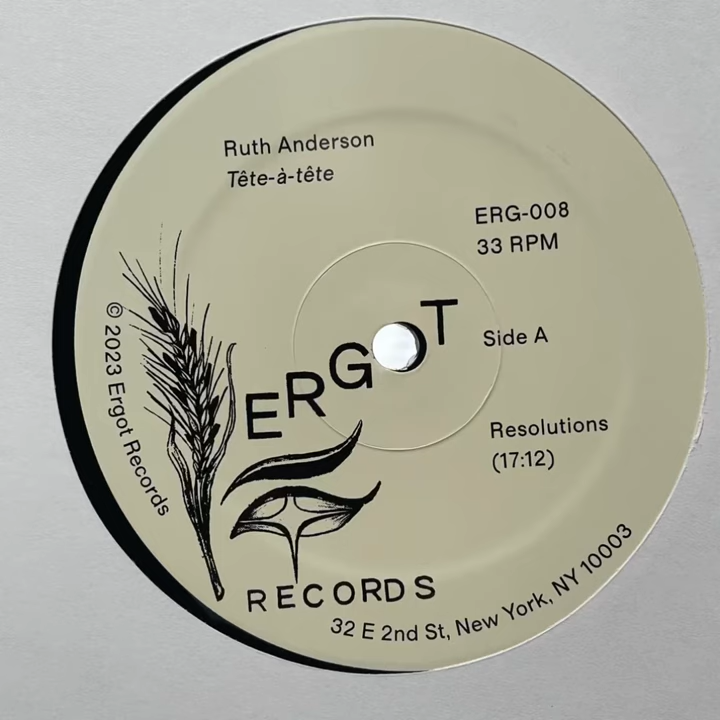 Ruth Anderson
Tête-à-tête
ERG-008
33 RPM
ERGOT
Side A
© 2023 Ergot Records
Resolutions
(17:12)
RECORDS
32 E 2nd St, New York, NY 10003